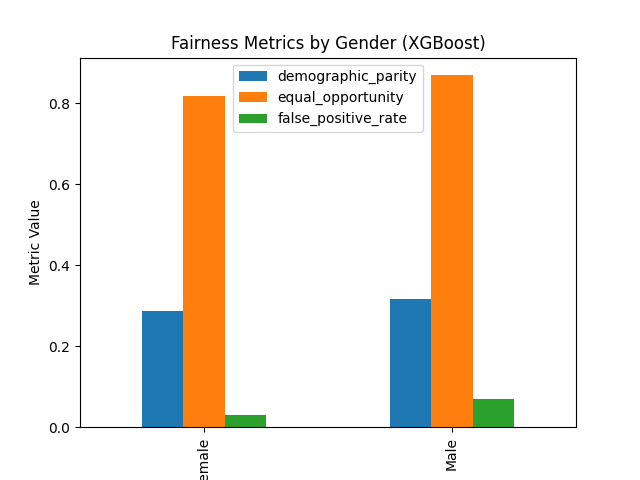 Fairness Metrics by Gender (XGBoost)
demographic_parity
equal_opportunity
false_positive_rate
Metric Value
0.8
0.6
0.4
0.2
0.0
emale
Male